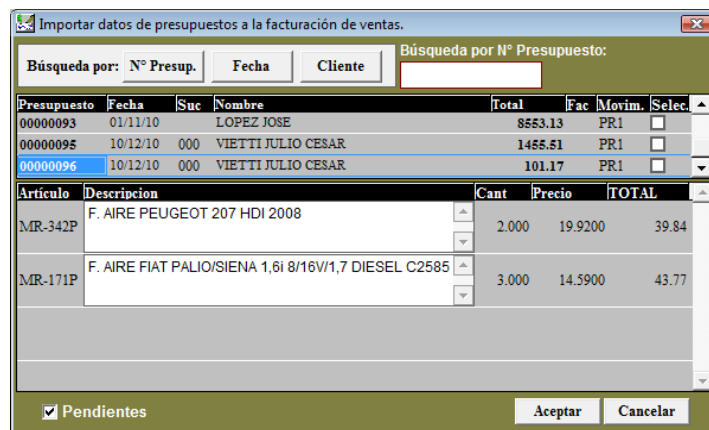 Importar datos de presupuestos a la facturación de ventas.
Búsqueda por: N° Presup. Fecha Cliente
Búsqueda por N° Presupuesto:
Presupuesto Fecha Suc Nombre Total Fac Movim. Selec.
00000093 01/11/10 LOPEZ JOSE 8553.13 PR1
00000095 10/12/10 000 VIETTI JULIO CESAR 1455.51 PR1
00000096 10/12/10 000 VIETTI JULIO CESAR 101.17 PR1
Artículo Descripcion Cant Precio TOTAL
MR-342P F. AIRE PEUGEOT 207 HDI 2008 2.000 19.9200 39.84
MR-171P F. AIRE FIAT PALIO/SIENA 1,6i 8/16V/1,7 DIESEL C2585 3.000 14.5900 43.77
Pendientes Aceptar Cancelar